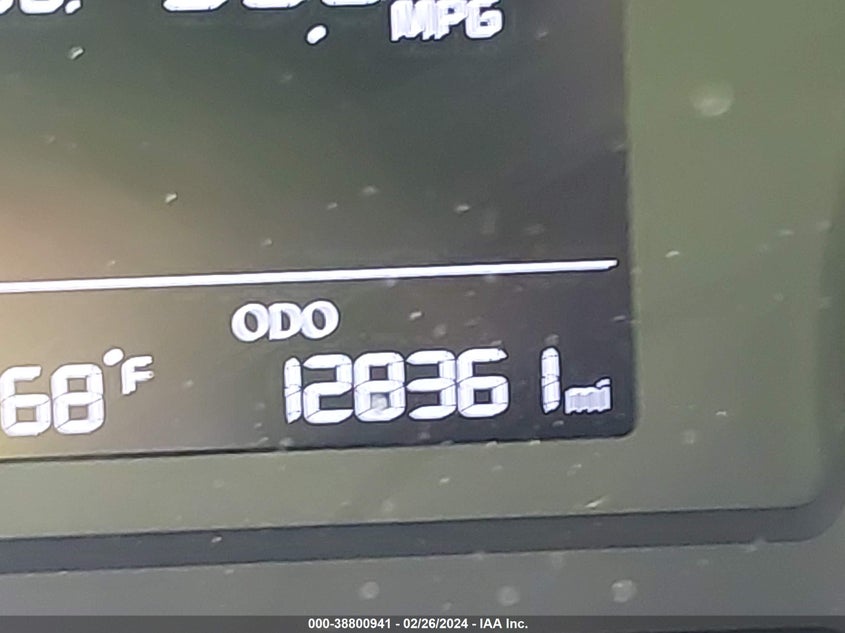 MPG
ODO
68°F 128361 mi
000-38800941 - 02/26/2024 - IAA Inc.